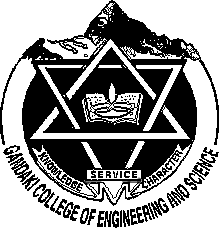 KNOWLEDGE SERVICE CHARACTER
GANDAKI COLLEGE OF ENGINEERING AND SCIENCE